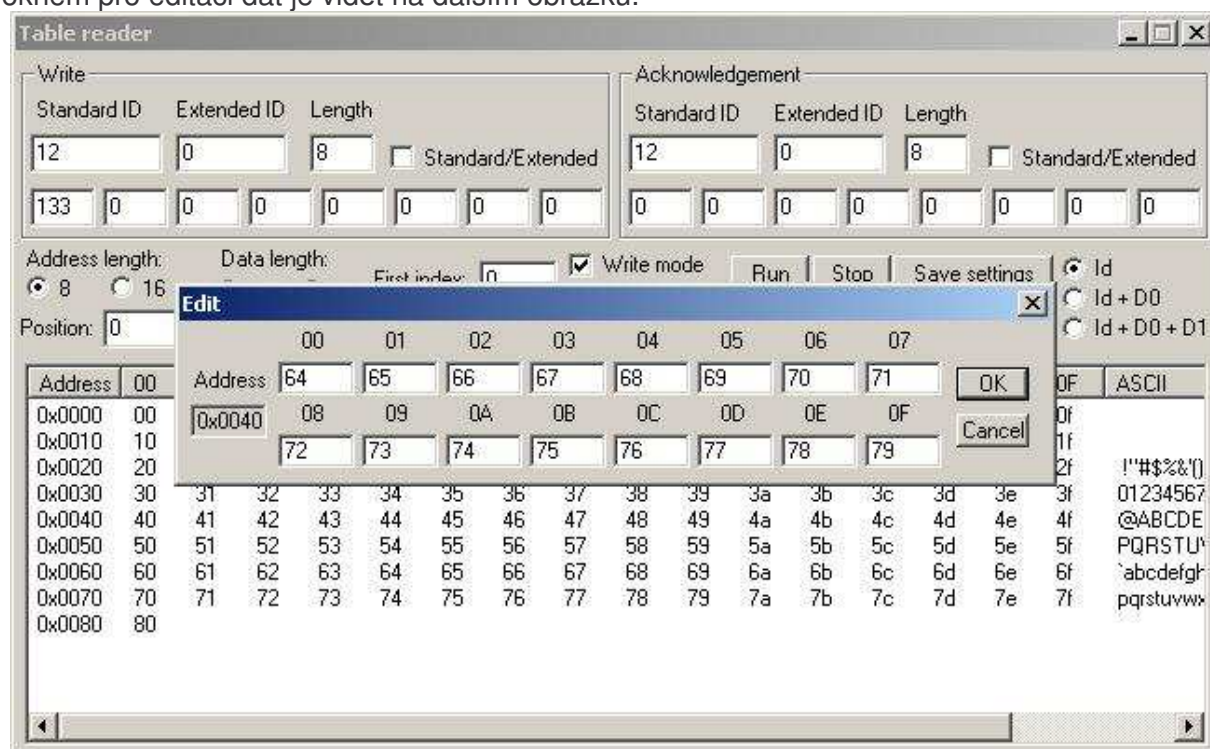 oknem pro editaci dat je vidět na dalším obrázku.
Table reader
Write
Acknowledgement
Standard ID Extended ID Length
Standard ID Extended ID Length
12 0 8 Standard/Extended
12 0 8 Standard/Extended
133 0 0 0 0 0 0 0
0 0 0 0 0 0 0 0
Address length: Data length: First index: 0 Write mode Run Stop Save settings Id
8 16
Id + D0
Position: 0
Id + D0 + D1
Edit
00 01 02 03 04 05 06 07
Address 64 65 66 67 68 69 70 71 OK
0x0040 08 09 0A 0B 0C 0D 0E 0F Cancel
72 73 74 75 76 77 78 79
Address 00 0F ASCII
0x0000 00 0f
0x0010 10 1f
0x0020 20 2f !"#$%&'()
0x0030 30 31 32 33 34 35 36 37 38 39 3a 3b 3c 3d 3e 3f 01234567
0x0040 40 41 42 43 44 45 46 47 48 49 4a 4b 4c 4d 4e 4f @ABCDE
0x0050 50 51 52 53 54 55 56 57 58 59 5a 5b 5c 5d 5e 5f PQRSTU
0x0060 60 61 62 63 64 65 66 67 68 69 6a 6b 6c 6d 6e 6f `abcdefgh
0x0070 70 71 72 73 74 75 76 77 78 79 7a 7b 7c 7d 7e 7f pqrstuvwx
0x0080 80